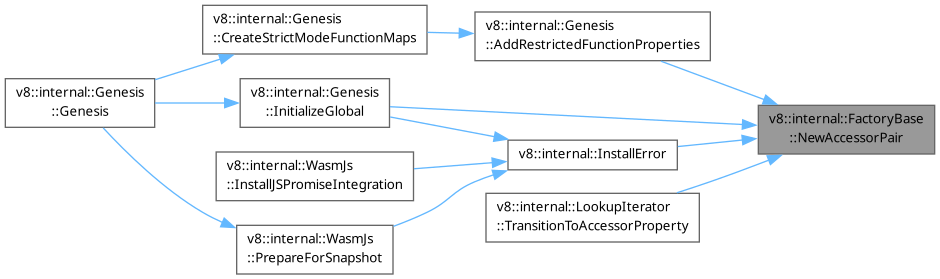 v8::internal::Genesis
::CreateStrictModeFunctionMaps
v8::internal::Genesis
::AddRestrictedFunctionProperties
v8::internal::Genesis
::Genesis
v8::internal::Genesis
::InitializeGlobal
v8::internal::FactoryBase
::NewAccessorPair
v8::internal::InstallError
v8::internal::WasmJs
::InstallJSPromiseIntegration
v8::internal::LookupIterator
::TransitionToAccessorProperty
v8::internal::WasmJs
::PrepareForSnapshot